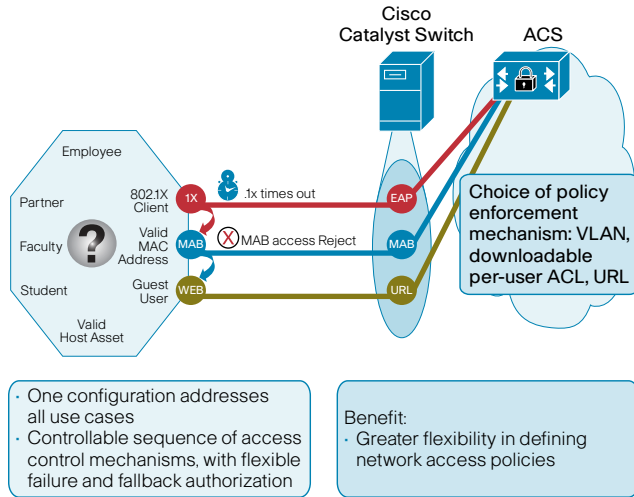 Cisco
Catalyst Switch
ACS
Employee
Partner
Faculty
Student
Valid
Host Asset
?
802.1X
Client
1X
.1x times out
EAP
Valid
MAC
Address
MAB
X
MAB access Reject
MAB
Guest
User
WEB
URL
Choice of policy
enforcement
mechanism: VLAN,
downloadable
per-user ACL, URL
· One configuration addresses
all use cases
· Controllable sequence of access
control mechanisms, with flexible
failure and fallback authorization
Benefit:
· Greater flexibility in defining
network access policies